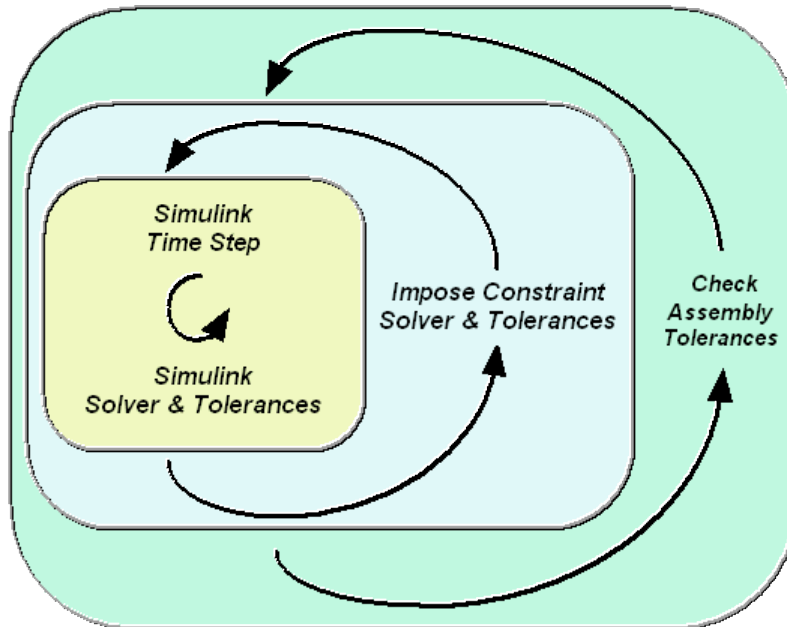 Simulink
Time Step
Simulink
Solver & Tolerances
Impose Constraint
Solver & Tolerances
Check
Assembly
Tolerances